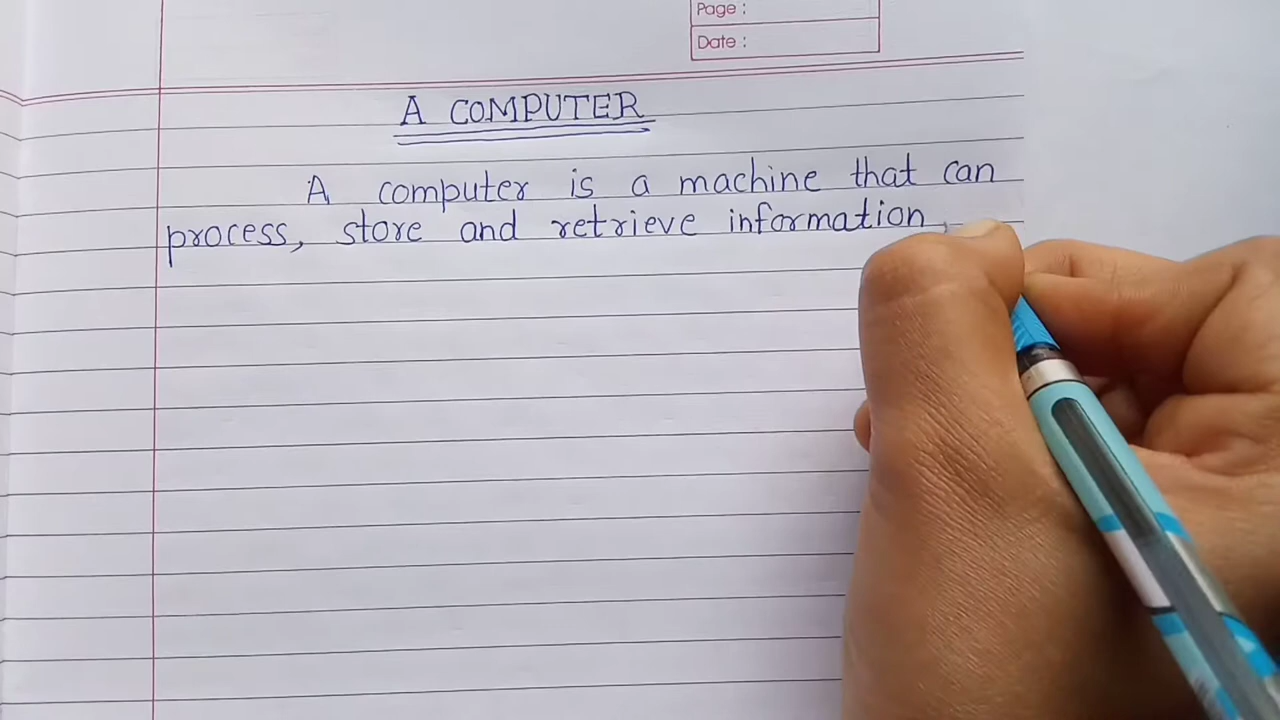 Page :
Date :
A COMPUTER
A computer is a machine that can
process, store and retrieve information.